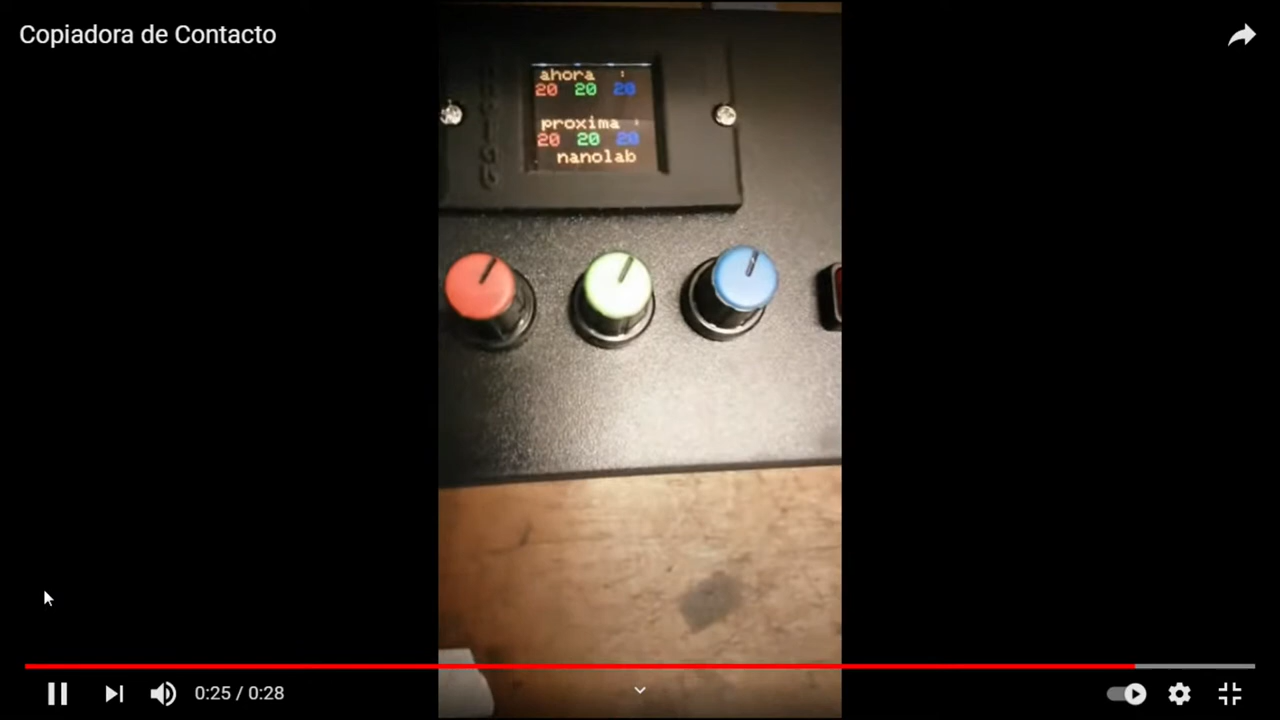 Copiadora de Contacto
ahora :
20 20 20
proxima :
20 20 20
nanolab
0:25 / 0:28